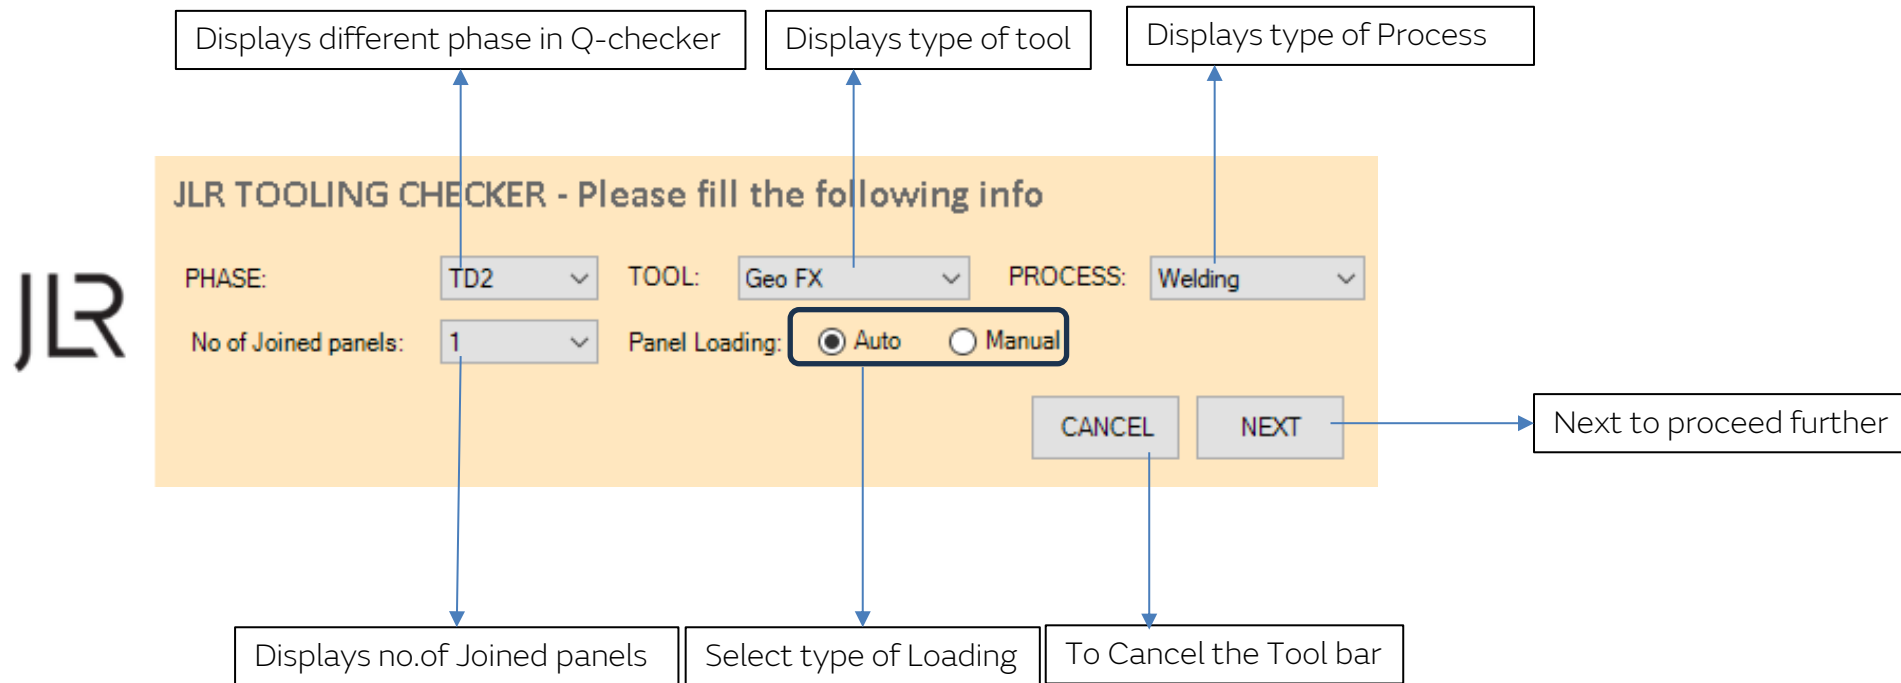 Displays different phase in Q-checker
Displays type of tool
Displays type of Process
JLR TOOLING CHECKER - Please fill the following info
JLR
PHASE: TD2 TOOL: Geo FX PROCESS: Welding
No of Joined panels: 1 Panel Loading: Auto Manual
CANCEL NEXT
Next to proceed further
Displays no.of Joined panels
Select type of Loading
To Cancel the Tool bar